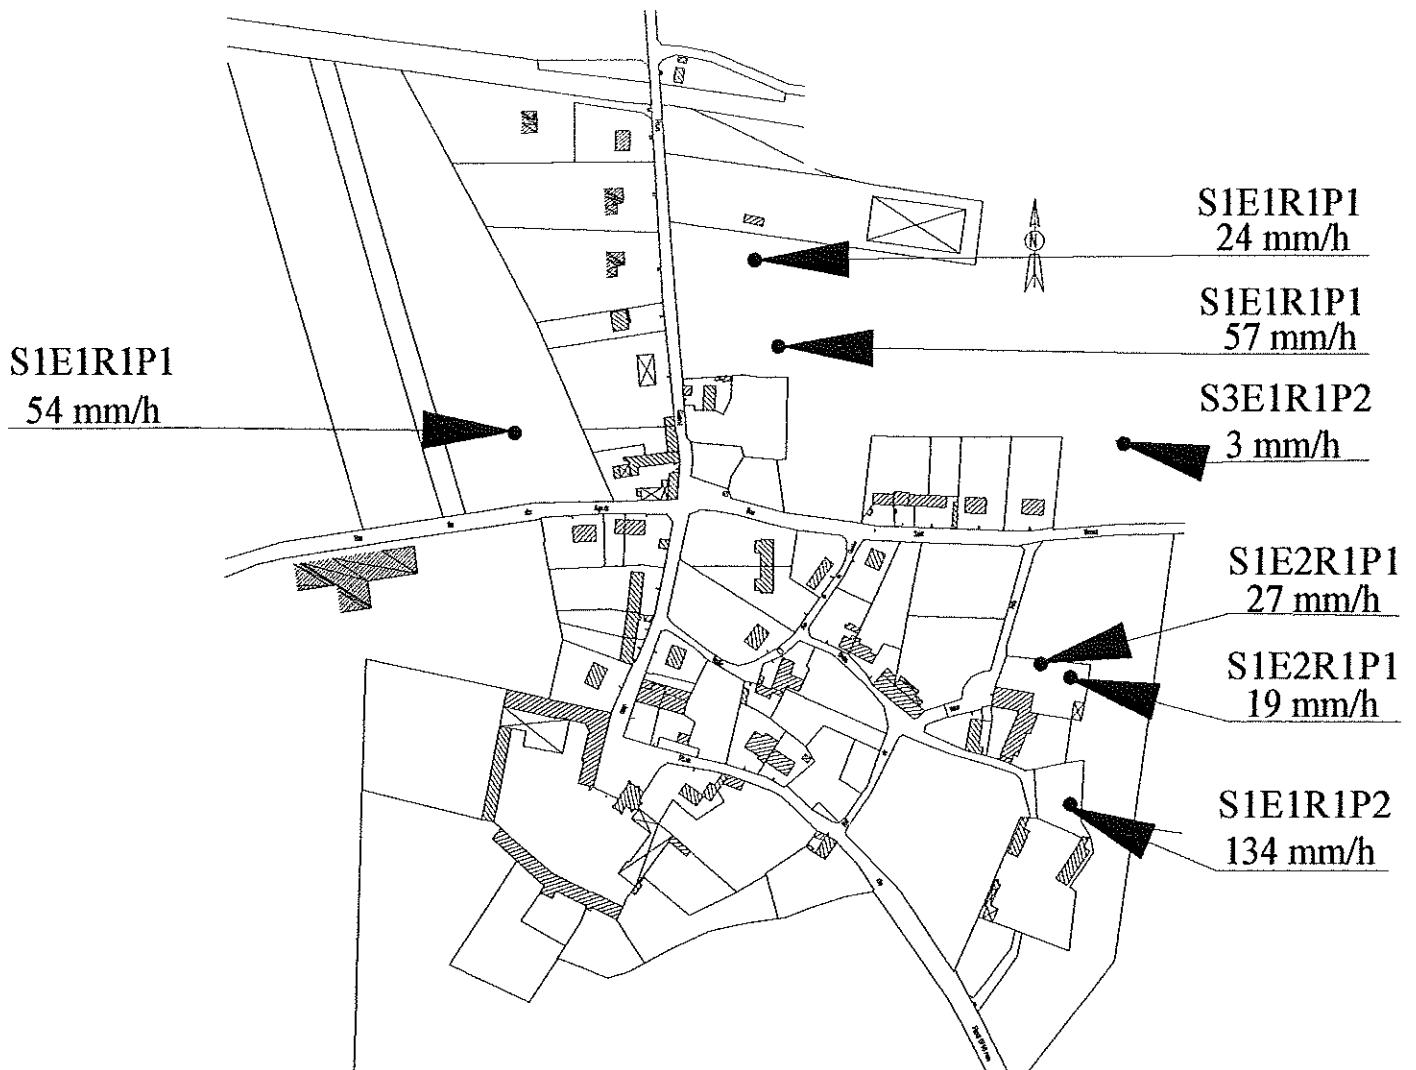 S1E1R1P1
24 mm/h
N
S1E1R1P1
57 mm/h
S1E1R1P1
54 mm/h
S3E1R1P2
3 mm/h
S1E2R1P1
27 mm/h
S1E2R1P1
19 mm/h
S1E1R1P2
134 mm/h